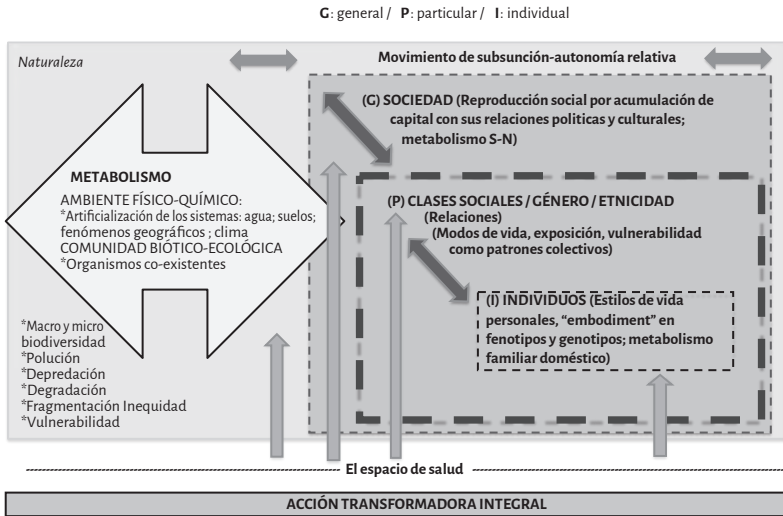 G: general / P: particular / I: individual
Naturaleza
Movimiento de subsunción-autonomía relativa
(G) SOCIEDAD (Reproducción social por acumulación de
capital con sus relaciones politicas y culturales;
metabolismo S-N)
METABOLISMO
AMBIENTE FÍSICO-QUÍMICO:
*Artificialización de los sistemas: agua; suelos;
fenómenos geográficos ; clima
COMUNIDAD BIÓTICO-ECOLÓGICA
*Organismos co-existentes
(P) CLASES SOCIALES / GÉNERO / ETNICIDAD
(Relaciones)
(Modos de vida, exposición, vulnerabilidad
como patrones colectivos)
(I) INDIVIDUOS (Estilos de vida
personales, “embodiment” en
fenotipos y genotipos; metabolismo
familiar doméstico)
*Macro y micro
biodiversidad
*Polución
*Depredación
*Degradación
*Fragmentación Inequidad
*Vulnerabilidad
El espacio de salud
ACCIÓN TRANSFORMADORA INTEGRAL